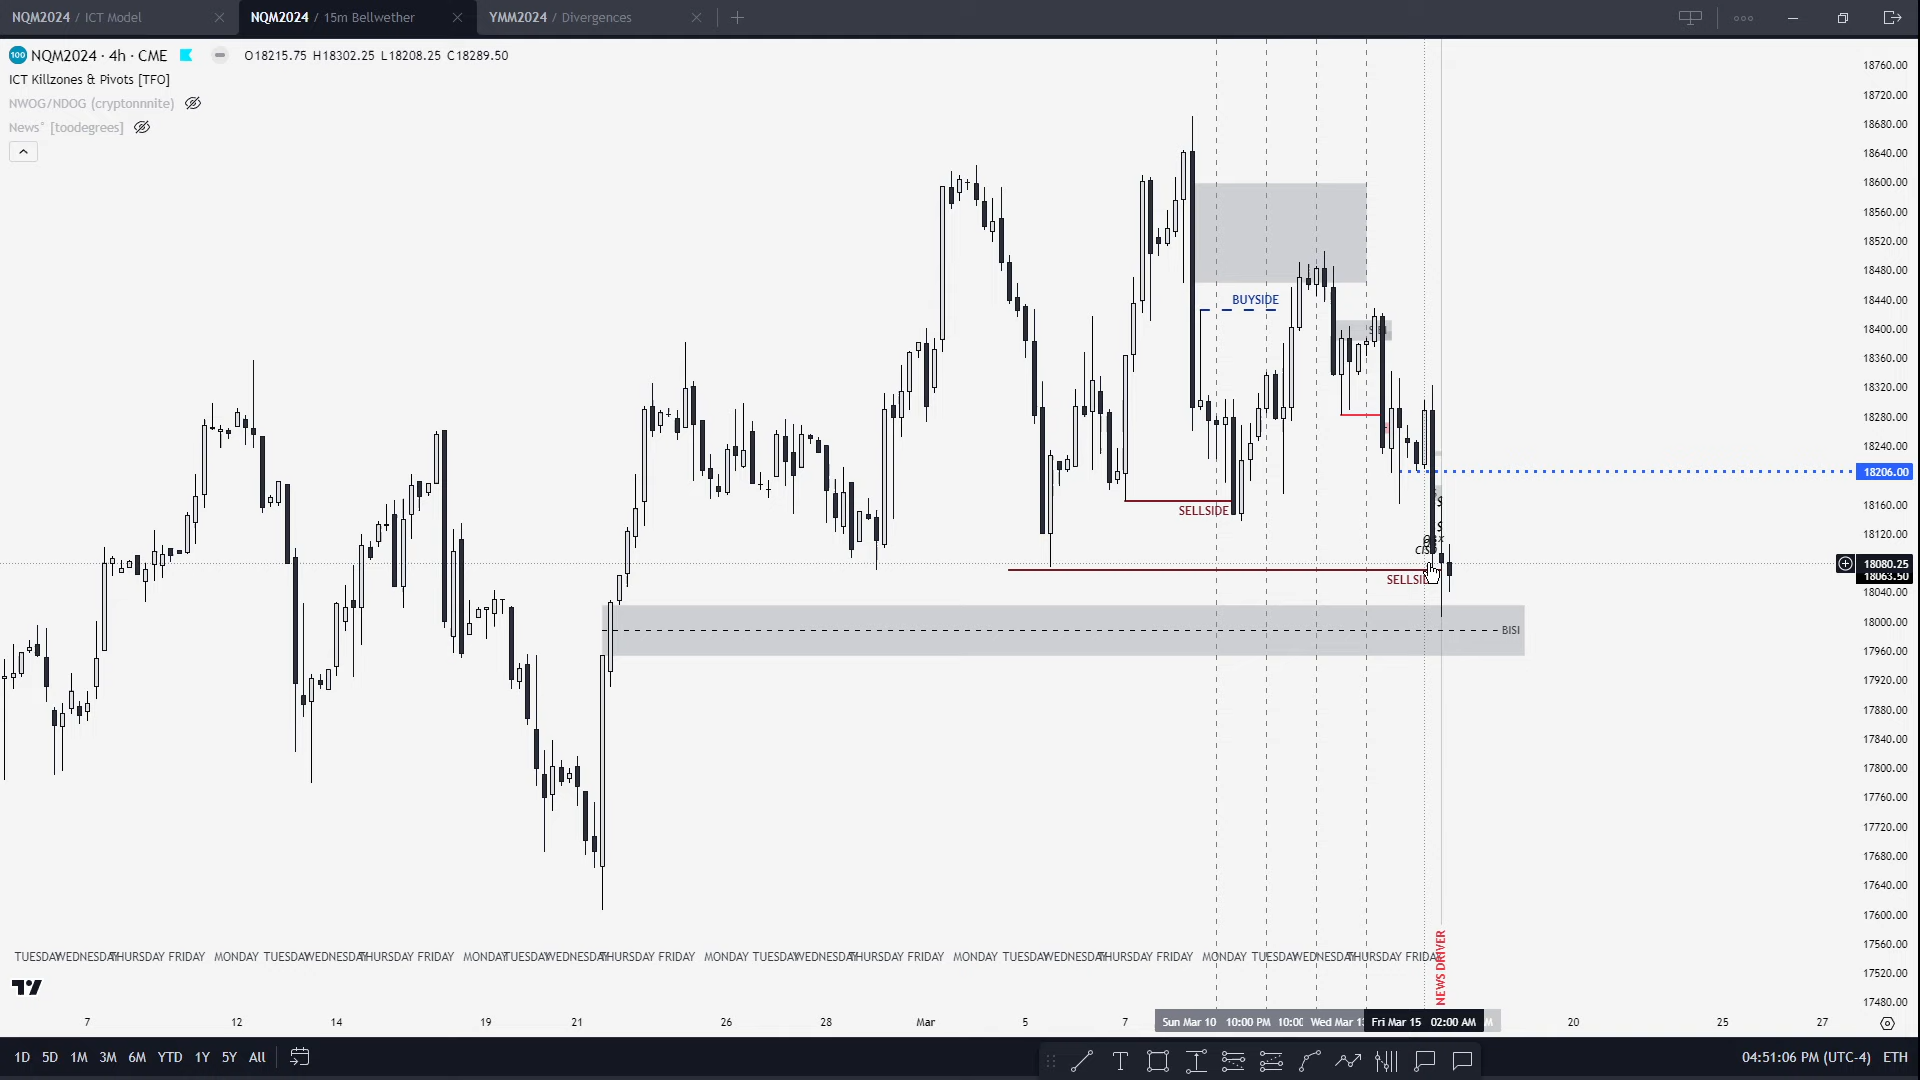 NQM2024 / ICT Model
NQM2024 / 15m Bellwether
YMM2024 / Divergences
100 NQM2024 · 4h · CME
O18215.75 H18302.25 L18208.25 C18289.50
ICT Killzones & Pivots [TFO]
NWOG/NDOG (cryptonnnite)
News* [toodegrees]
18760.00
18720.00
18680.00
18640.00
18600.00
18560.00
18520.00
18480.00
18440.00
18400.00
18360.00
18320.00
18280.00
18240.00
18206.00
18160.00
18120.00
18080.25
18063.50
18040.00
18000.00
17960.00
17920.00
17880.00
17840.00
17800.00
17760.00
17720.00
17680.00
17640.00
17600.00
17560.00
17520.00
17480.00
BUYSIDE
SELLSIDE
SELLSIDE
BISI
NEWS DRIVER
TUESDAY WEDNESDAY THURSDAY FRIDAY MONDAY TUESDAY WEDNESDAY THURSDAY FRIDAY MONDAY TUESDAY WEDNESDAY THURSDAY FRIDAY MONDAY TUESDAY WEDNESDAY THURSDAY FRIDAY MONDAY TUESDAY WEDNESDAY THURSDAY FRIDAY MONDAY TUESDAY WEDNESDAY THURSDAY FRIDAY
7 12 14 19 21 26 28 Mar 5 7 Sun Mar 10 10:00 PM 10:00 Wed Mar 13 Fri Mar 15 02:00 AM 20 25 27
1D 5D 1M 3M 6M YTD 1Y 5Y All
04:51:06 PM (UTC-4) ETH